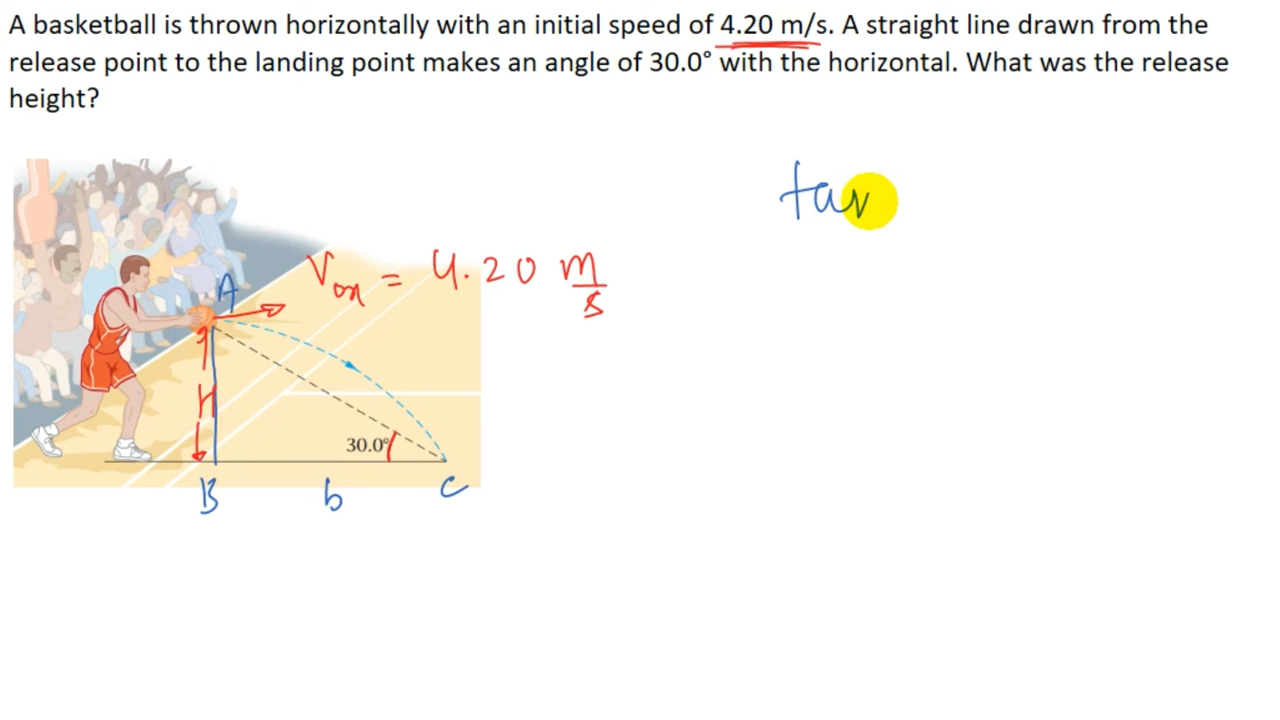 A basketball is thrown horizontally with an initial speed of 4.20 m/s. A straight line drawn from the
release point to the landing point makes an angle of 30.0° with the horizontal. What was the release
height?
tan
Vox = 4.20 m/s
A
H
30.0°
B b C